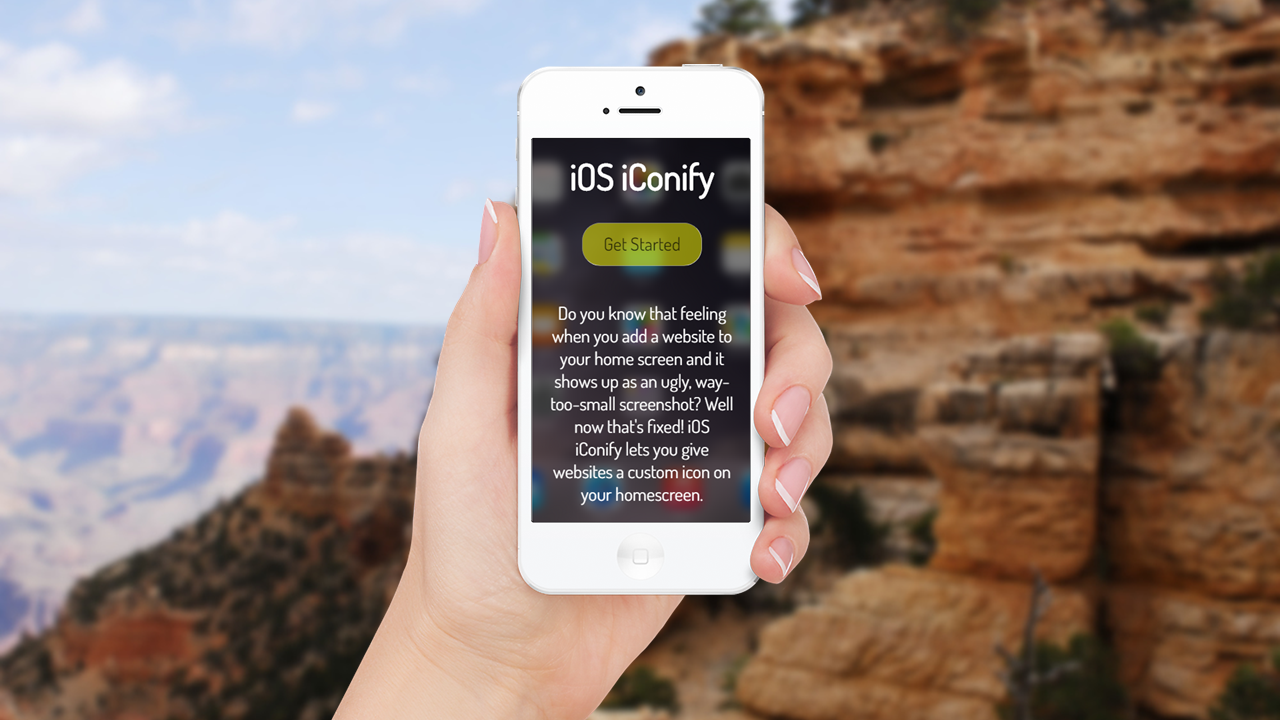 iOS iConify
Get Started
Do you know that feeling
when you add a website to
your home screen and it
shows up as an ugly, way-
too-small screenshot? Well
now that's fixed! iOS
iConify lets you give
websites a custom icon on
your homescreen.